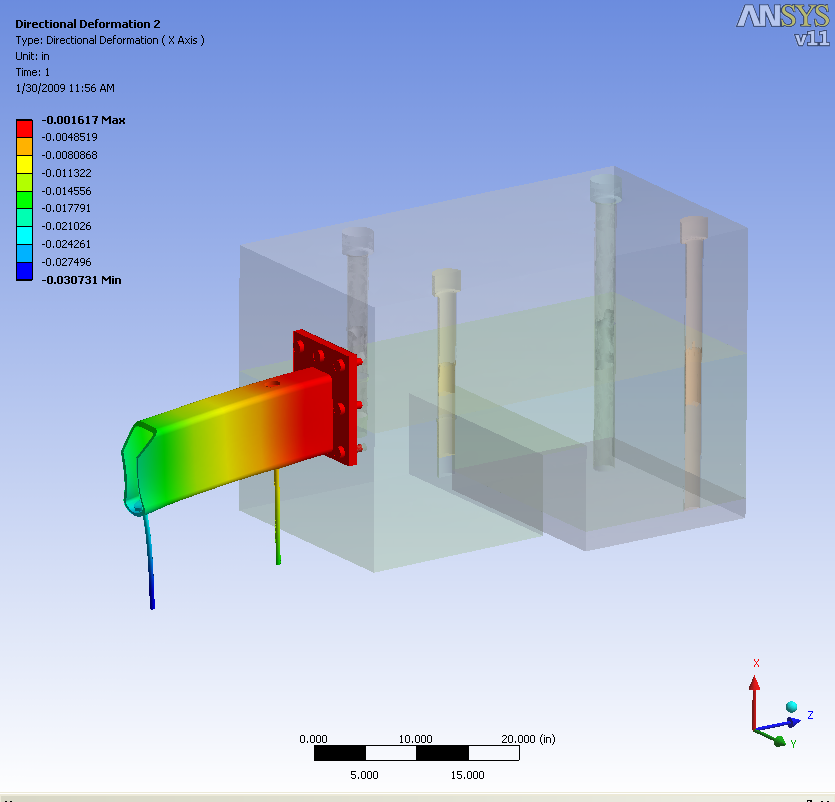 Directional Deformation 2
Type: Directional Deformation ( X Axis )
Unit: in
Time: 1
1/30/2009 11:56 AM
ANSYS
v11
-0.001617 Max
-0.0048519
-0.0080868
-0.011322
-0.014556
-0.017791
-0.021026
-0.024261
-0.027496
-0.030731 Min
X
Z
Y
0.000
10.000
20.000 (in)
5.000
15.000